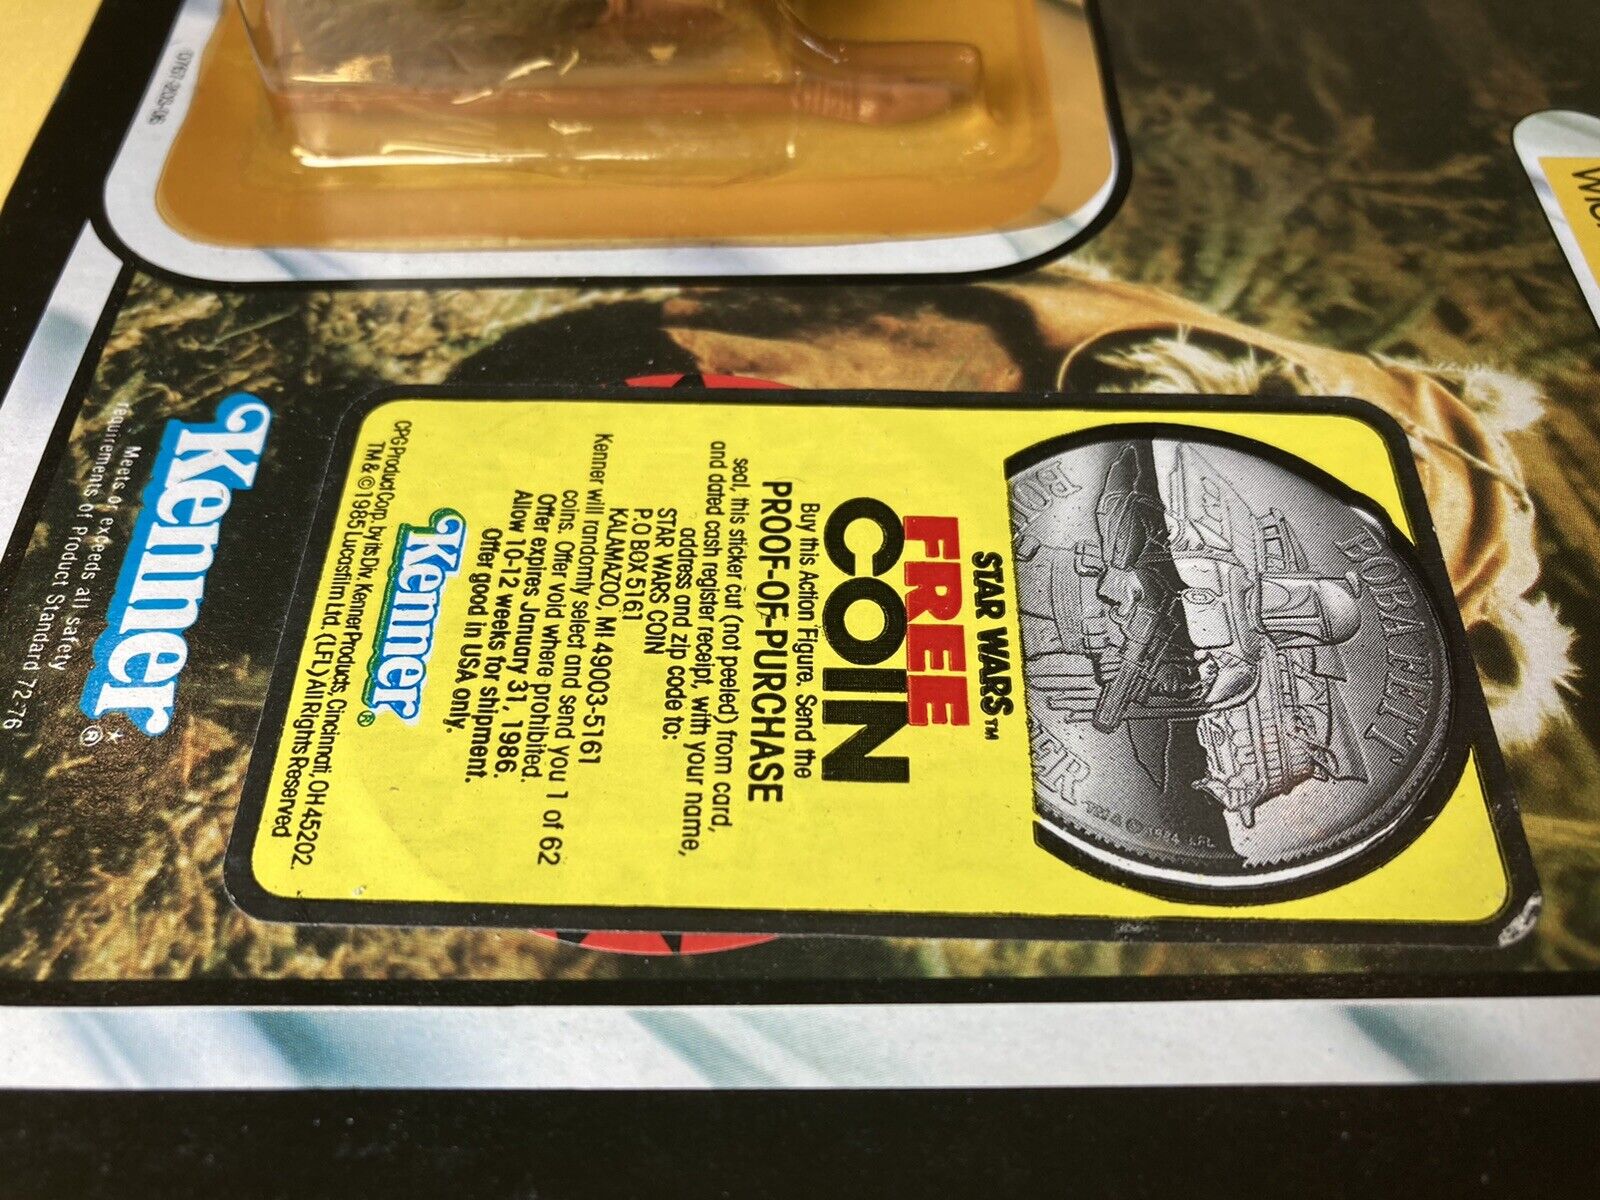 BOBA FETT
STAR WARS™
FREE
COIN
Buy this Action Figure. Send the
PROOF-OF-PURCHASE
seal, this sticker cut (not peeled) from card,
and dated cash register receipt, with your name,
address and zip code to:
STAR WARS COIN
P.O BOX 5161
KALAMAZOO, MI 49003-5161
Kenner will randomly select and send you 1 of 62
coins. Offer void where prohibited.
Offer expires January 31, 1986.
Allow 10-12 weeks for shipment.
Offer good in USA only.
Kenner®
CPG Product Corp. by its Div. Kenner Products, Cincinnati, OH 45202.
TM & © 1985 Lucasfilm Ltd. (LFL) All Rights Reserved
Kenner®*
Meets or exceeds all safety
requirements of Product Standard 72-76